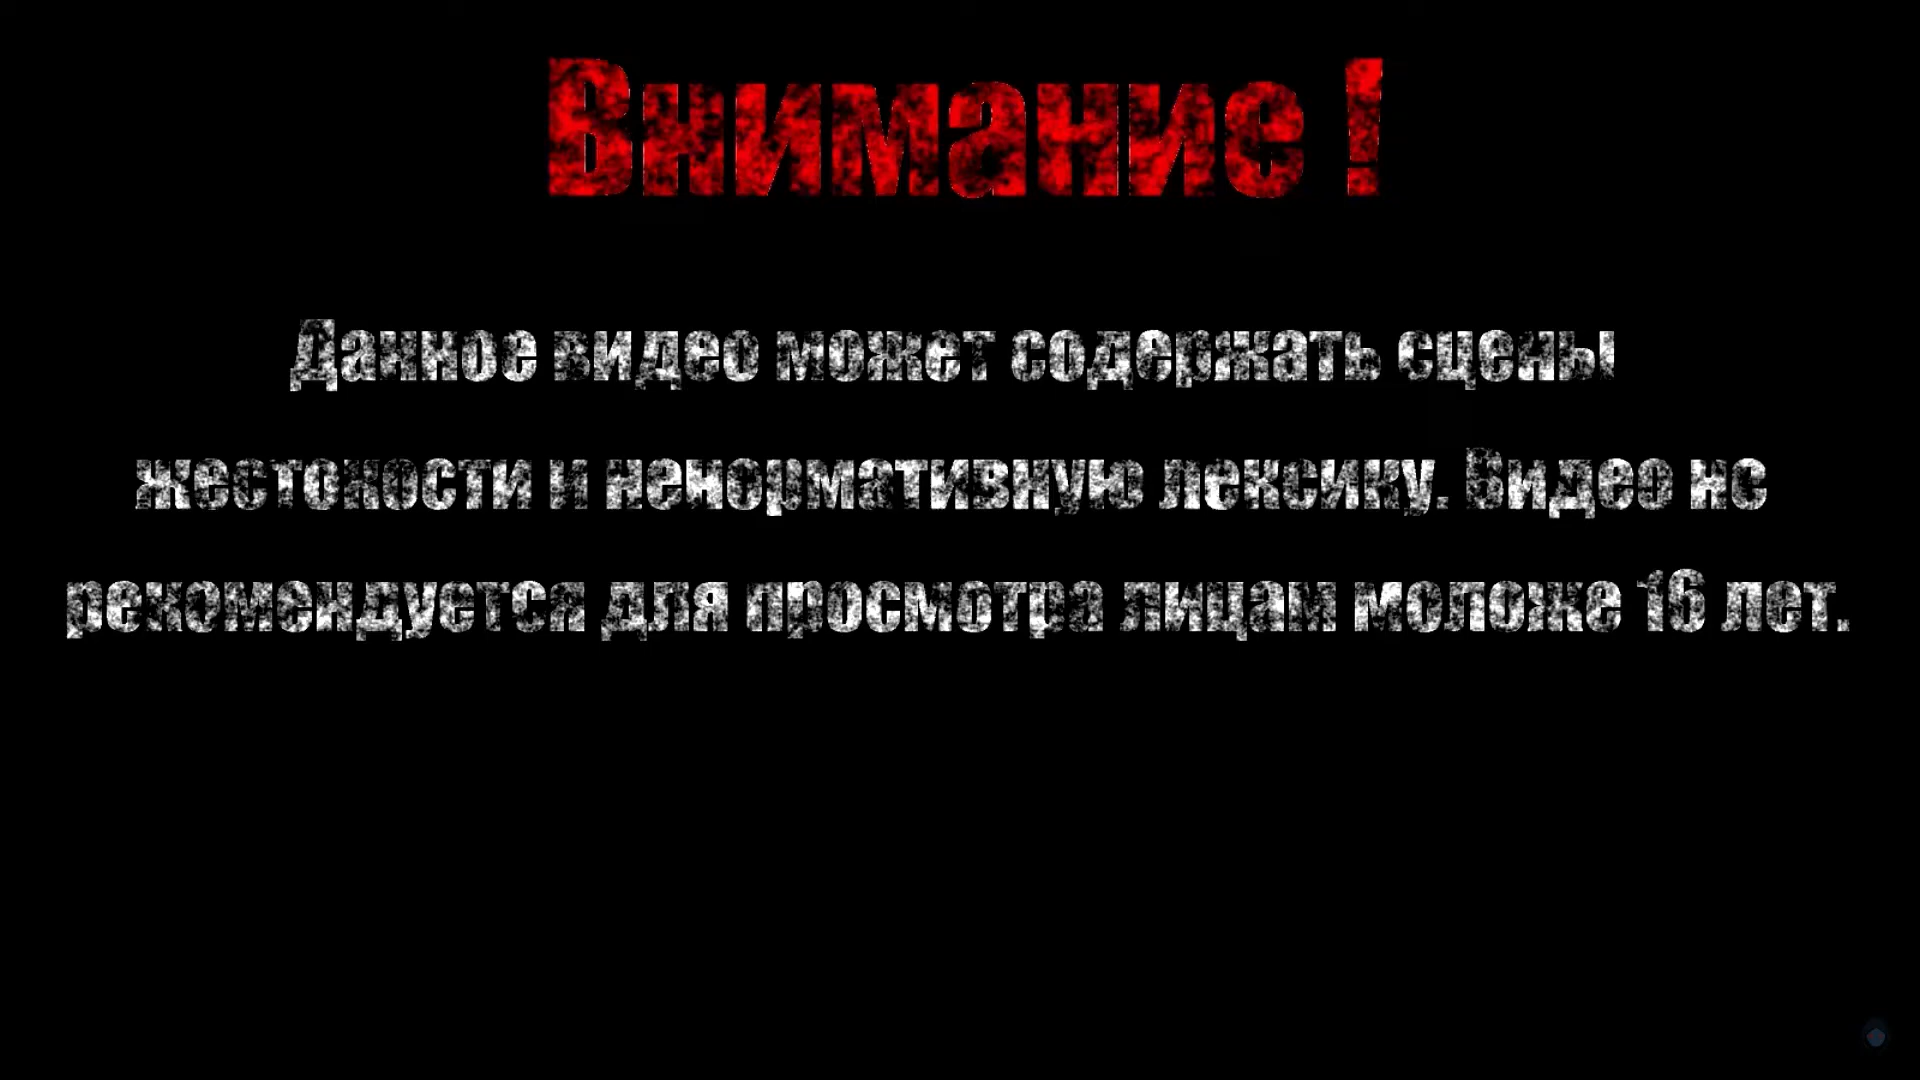 Внимание !
Данное видео может содержать сцены
жестокости и ненормативную лексику. Видео не
рекомендуется для просмотра лицам моложе 16 лет.